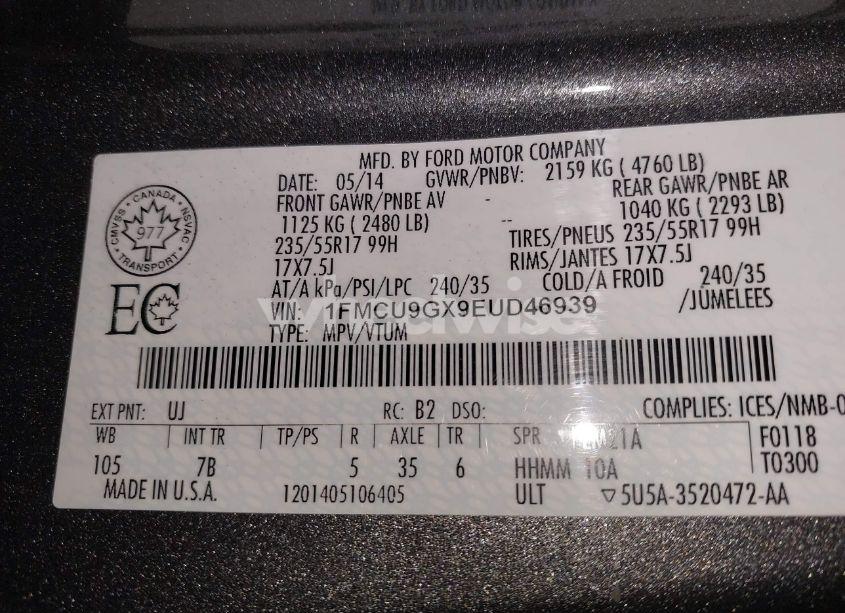 MFD. BY FORD MOTOR COMPANY
DATE: 05/14 GVWR/PNBV: 2159 KG ( 4760 LB)
FRONT GAWR/PNBE AV - REAR GAWR/PNBE AR
1125 KG ( 2480 LB) -- 1040 KG ( 2293 LB)
235/55R17 99H TIRES/PNEUS 235/55R17 99H
17X7.5J RIMS/JANTES 17X7.5J
AT/A kPa/PSI/LPC 240/35 COLD/A FROID 240/35
VIN: 1FMCU9GX9EUD46939 /JUMELEES
TYPE: MPV/VTUM
CMVSS · CANADA · NSVAC
977
TRANSPORT
EC
EXT PNT: UJ RC: B2 DSO: COMPLIES: ICES/NMB-0
WB INT TR TP/PS R AXLE TR SPR 21A F0118
105 7B 5 35 6 HHMM 10A T0300
MADE IN U.S.A. 1201405106405 ULT ▽5U5A-3520472-AA